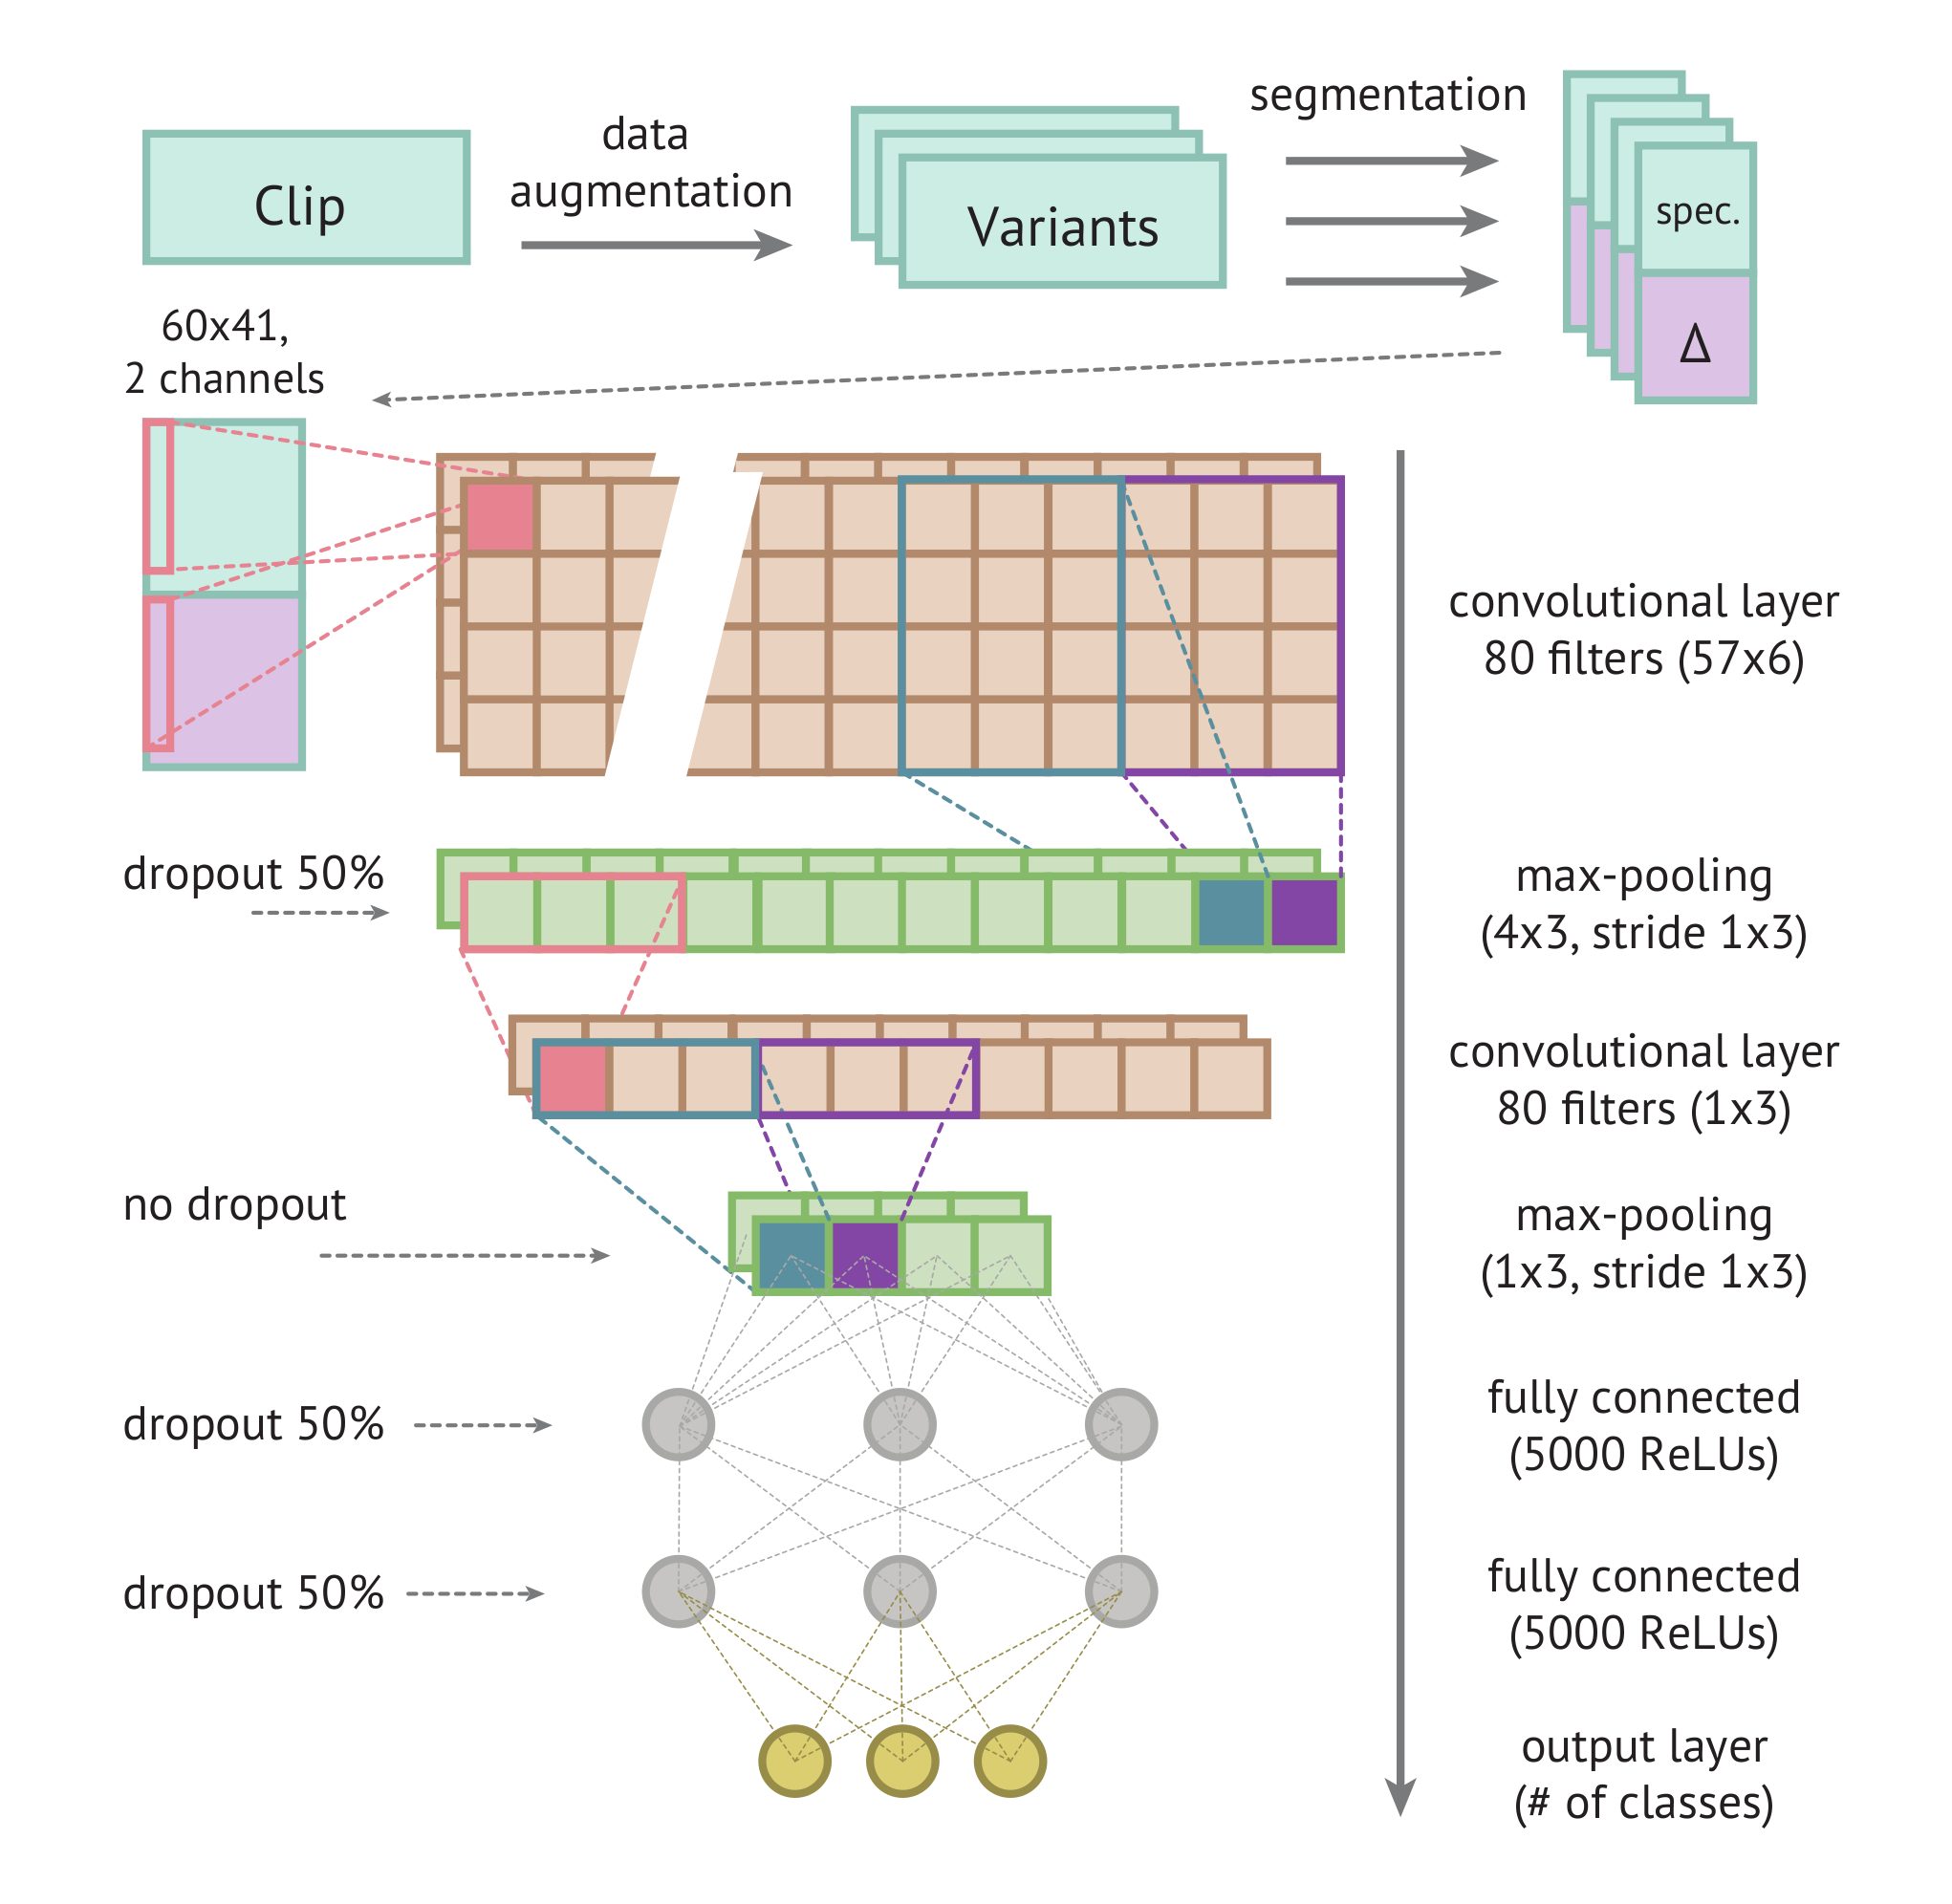 Clip
data
augmentation
Variants
segmentation
spec.
Δ
60x41,
2 channels
convolutional layer
80 filters (57x6)
dropout 50%
max-pooling
(4x3, stride 1x3)
convolutional layer
80 filters (1x3)
no dropout
max-pooling
(1x3, stride 1x3)
dropout 50%
fully connected
(5000 ReLUs)
dropout 50%
fully connected
(5000 ReLUs)
output layer
(# of classes)